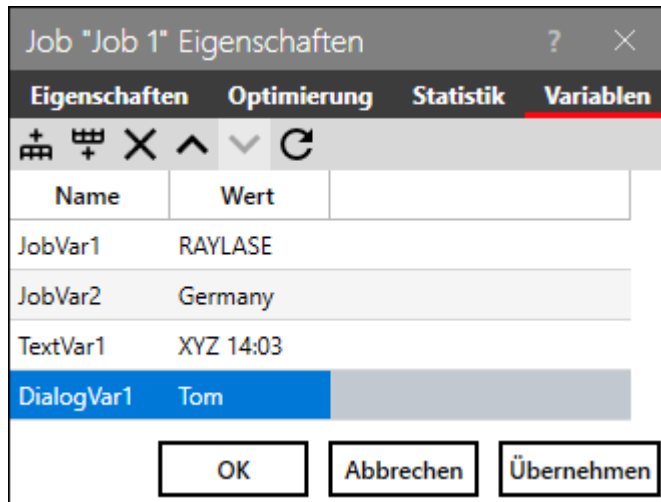 Job "Job 1" Eigenschaften ?
Eigenschaften Optimierung Statistik Variablen
Name Wert
JobVar1 RAYLASE
JobVar2 Germany
TextVar1 XYZ 14:03
DialogVar1 Tom
OK Abbrechen Übernehmen